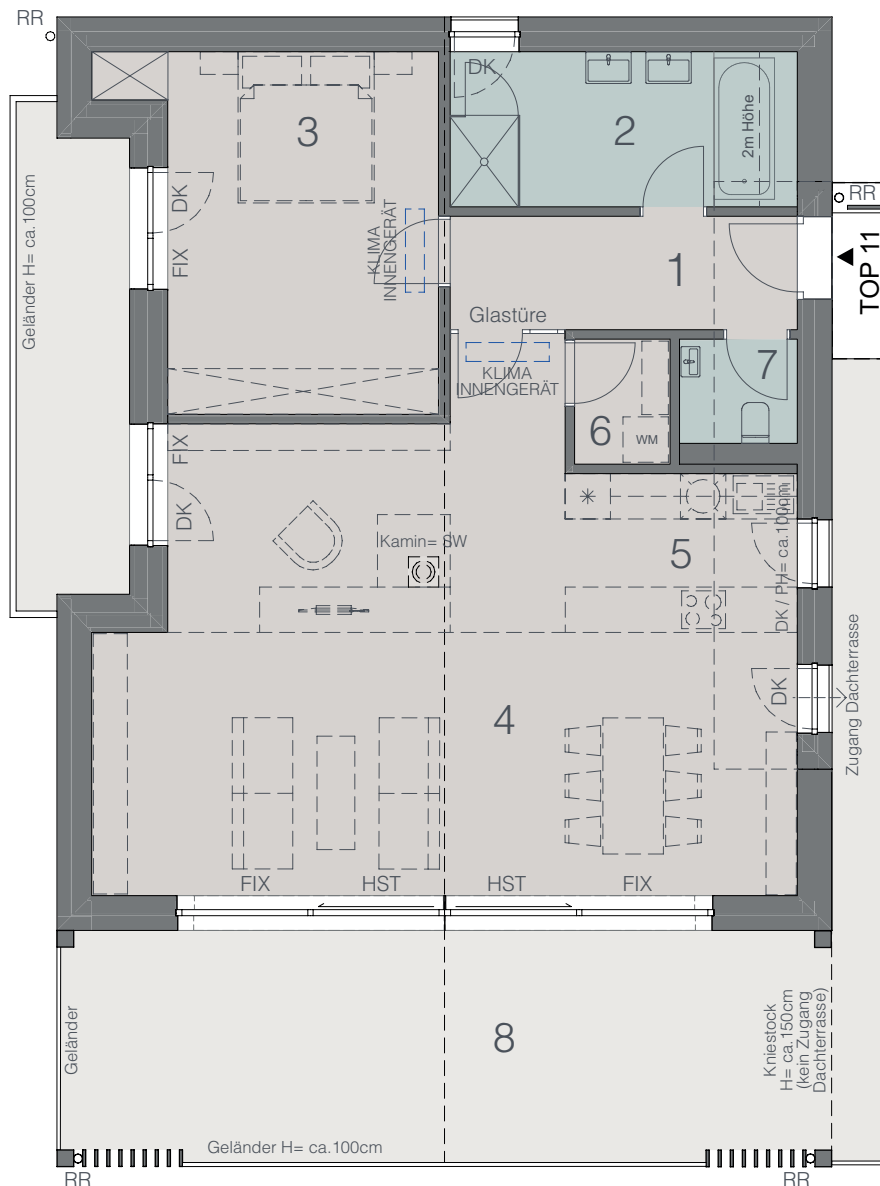 RR
DK
3
2
2m Höhe
Geländer H= ca.100cm
DK
FIX
KLIMA
INNENGERÄT
RR
1
TOP 11
Glastüre
KLIMA
INNENGERÄT
7
6
WM
FIX
DK
Kamin= SW
5
DK / PH= ca.100cm
DK
Zugang Dachterrasse
4
FIX
HST
HST
FIX
Geländer
8
Kniestock
H= ca.150cm
(kein Zugang
Dachterrasse)
Geländer H= ca.100cm
RR
RR